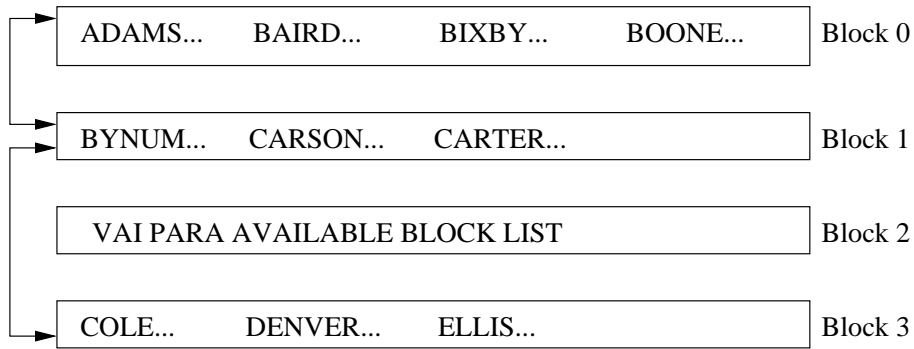 ADAMS... BAIRD... BIXBY... BOONE... Block 0
BYNUM... CARSON... CARTER... Block 1
VAI PARA AVAILABLE BLOCK LIST Block 2
COLE... DENVER... ELLIS... Block 3